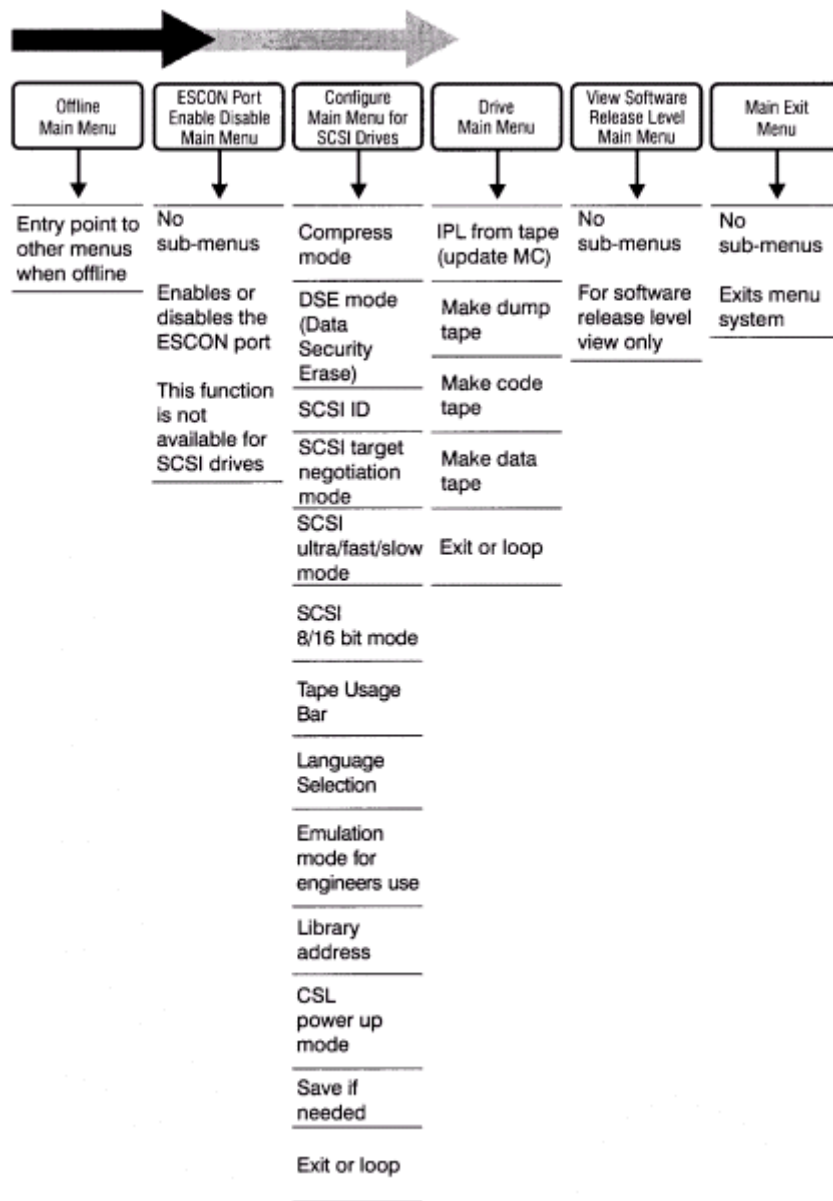 Offline
Main Menu
ESCON Port
Enable Disable
Main Menu
Configure
Main Menu for
SCSI Drives
Drive
Main Menu
View Software
Release Level
Main Menu
Main Exit
Menu
Entry point to
other menus
when offline
No
sub-menus
Enables or
disables the
ESCON port
This function
is not
available for
SCSI drives
Compress
mode
DSE mode
(Data
Security
Erase)
SCSI ID
SCSI target
negotiation
mode
SCSI
ultra/fast/slow
mode
SCSI
8/16 bit mode
Tape Usage
Bar
Language
Selection
Emulation
mode for
engineers use
Library
address
CSL
power up
mode
Save if
needed
Exit or loop
IPL from tape
(update MC)
Make dump
tape
Make code
tape
Make data
tape
Exit or loop
No
sub-menus
For software
release level
view only
No
sub-menus
Exits menu
system